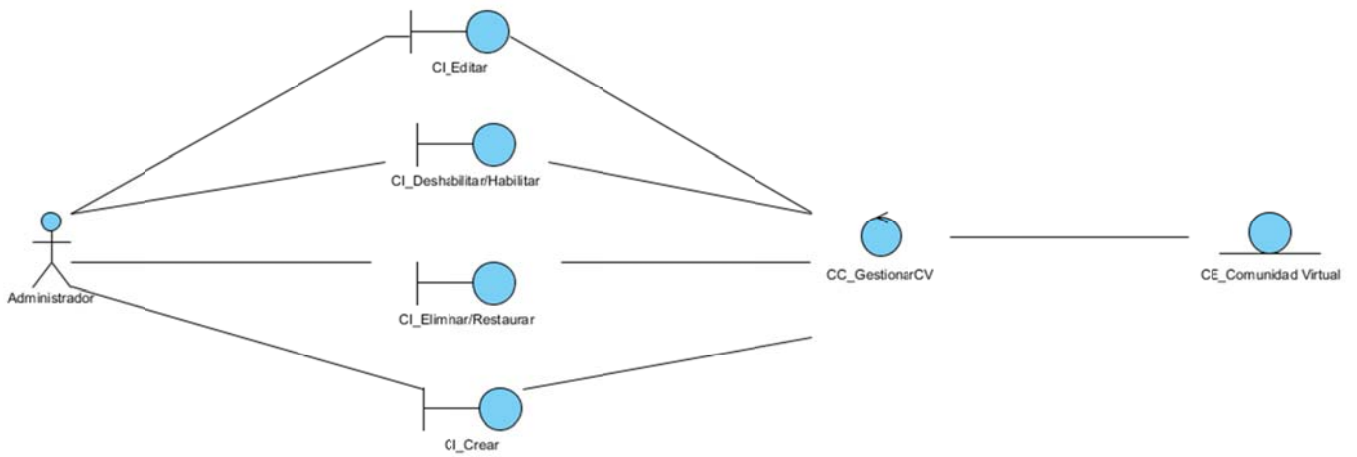 CI_Editar
CI_Deshabilitar/Habilitar
Administrador
CC_GestionarCV
CE_Comunidad Virtual
CI_Eliminar/Restaurar
CI_Crear